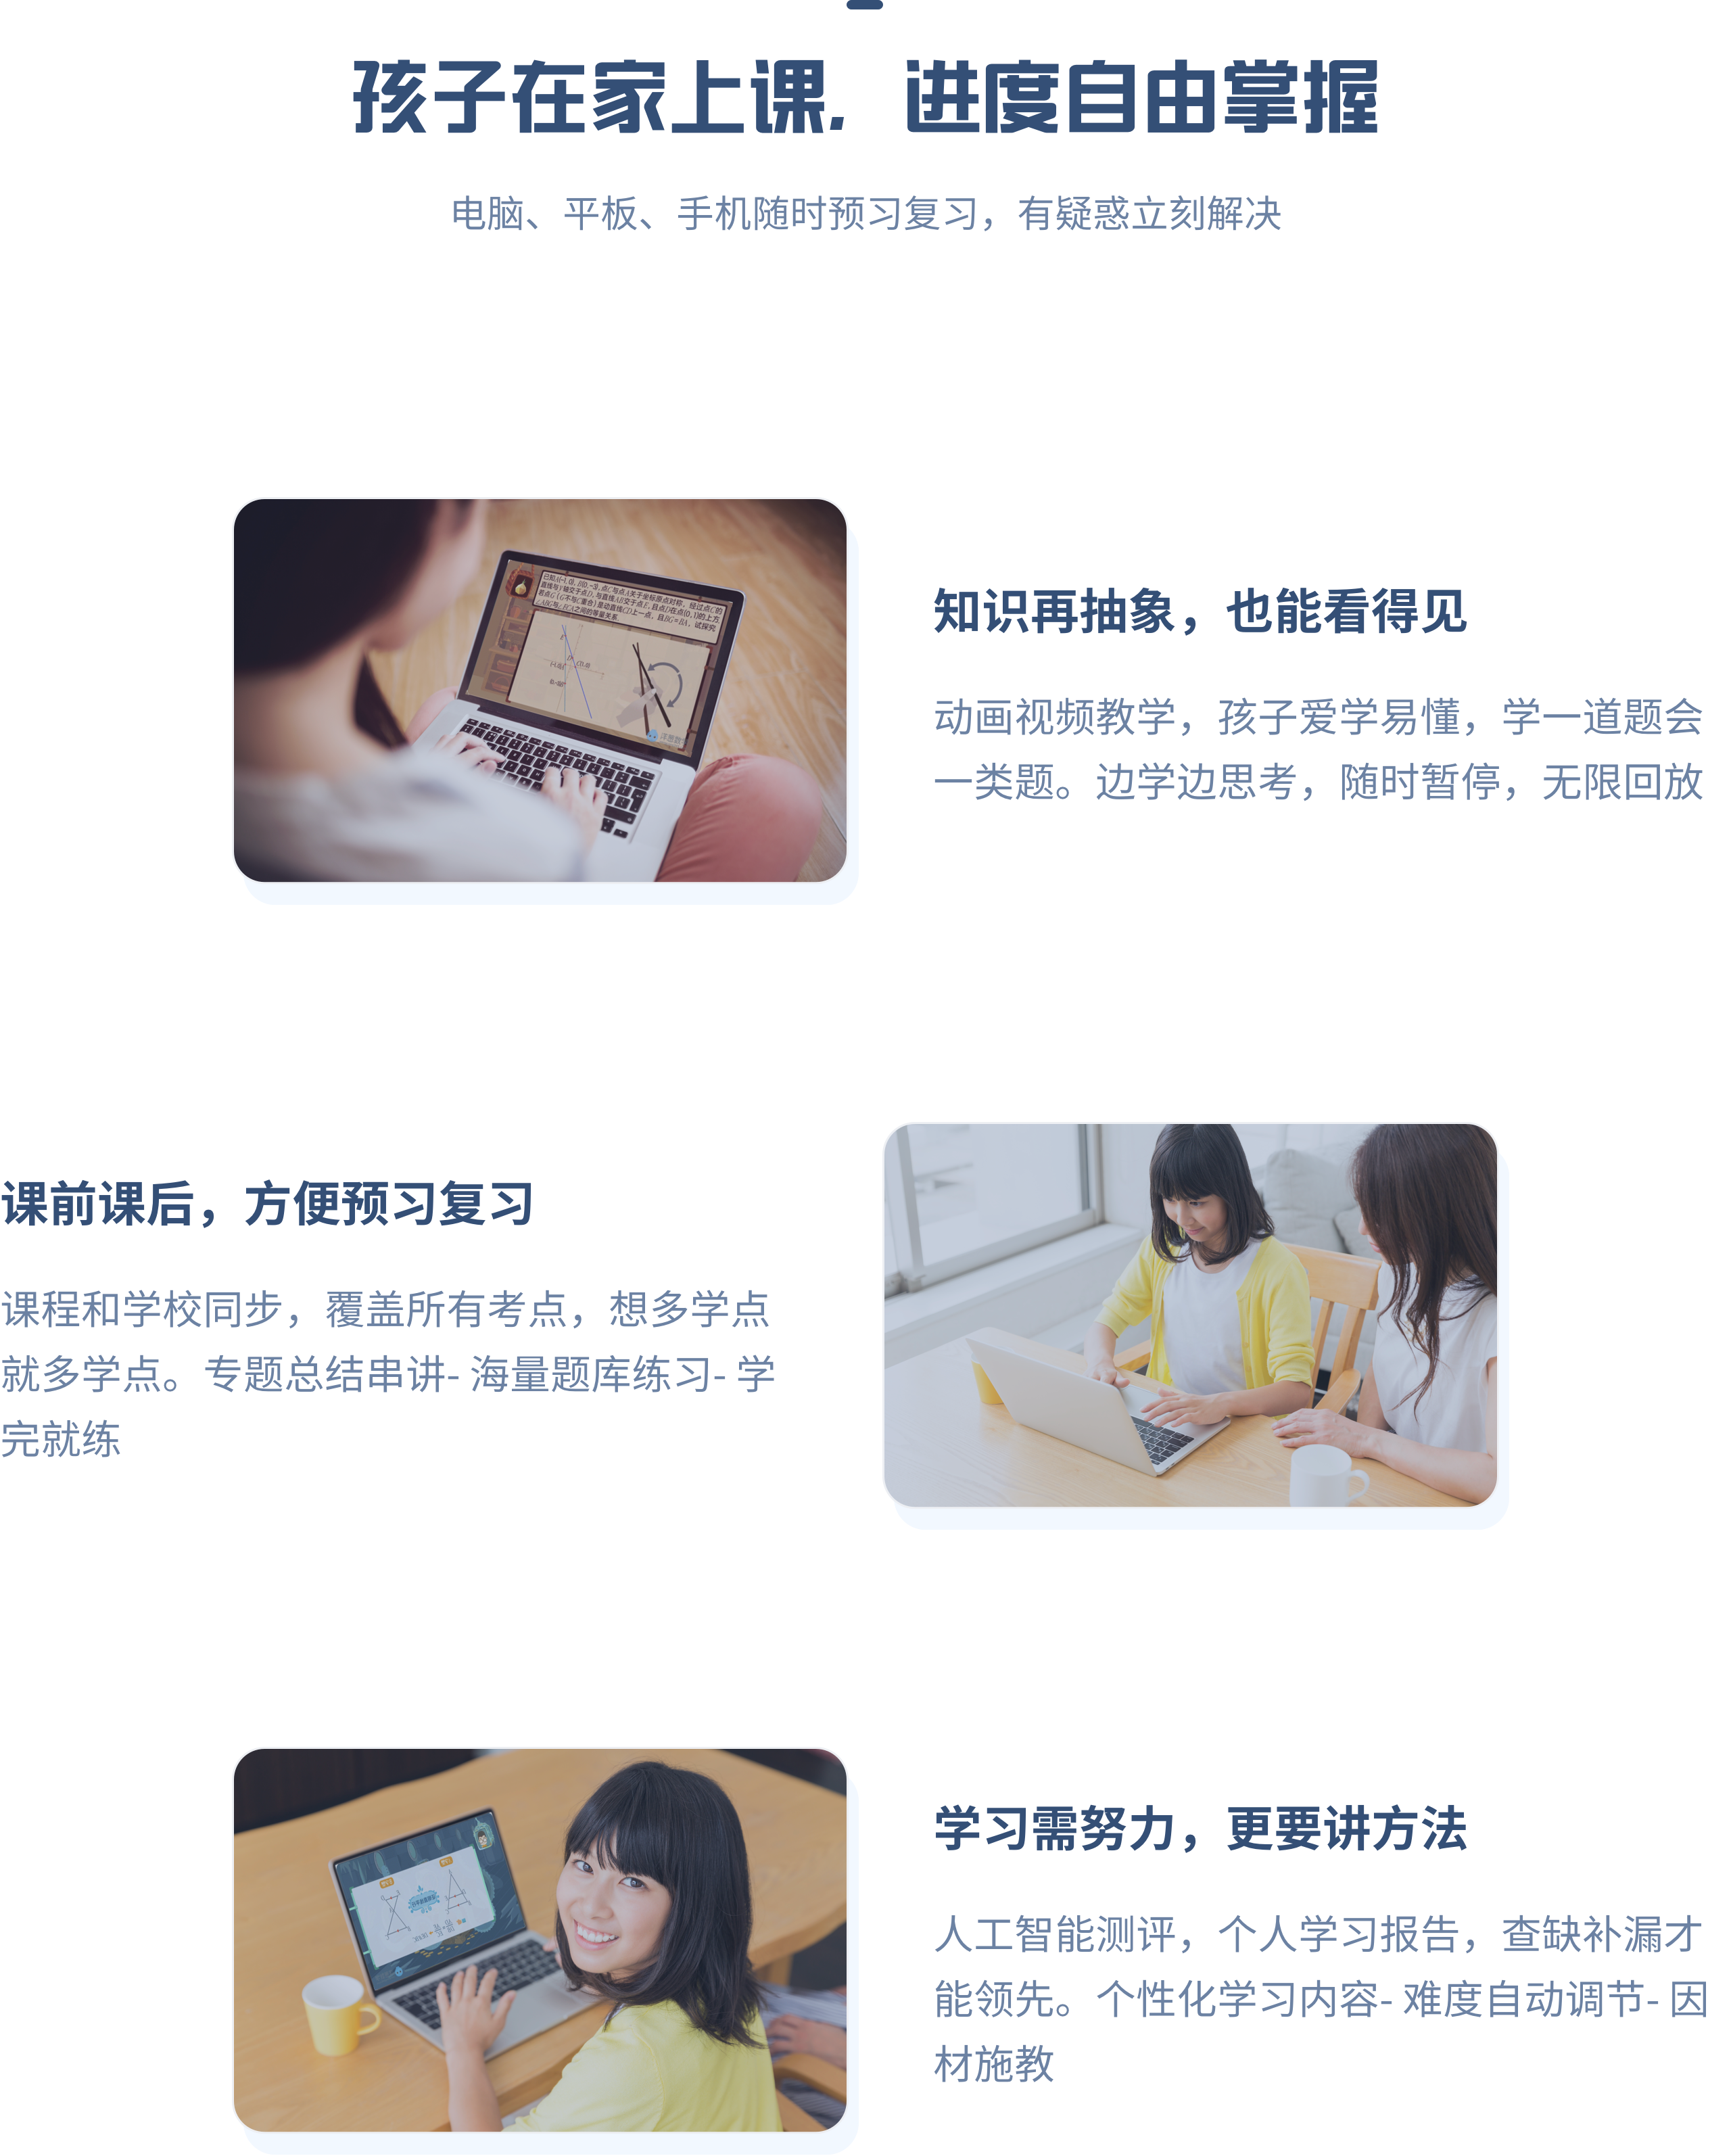 孩子在家上课，进度自由掌握
电脑、平板、手机随时预习复习，有疑惑立刻解决
知识再抽象，也能看得见
动画视频教学，孩子爱学易懂，学一道题会
一类题。边学边思考，随时暂停，无限回放
课前课后，方便预习复习
课程和学校同步，覆盖所有考点，想多学点
就多学点。专题总结串讲- 海量题库练习- 学
完就练
学习需努力，更要讲方法
人工智能测评，个人学习报告，查缺补漏才
能领先。个性化学习内容- 难度自动调节- 因
材施教